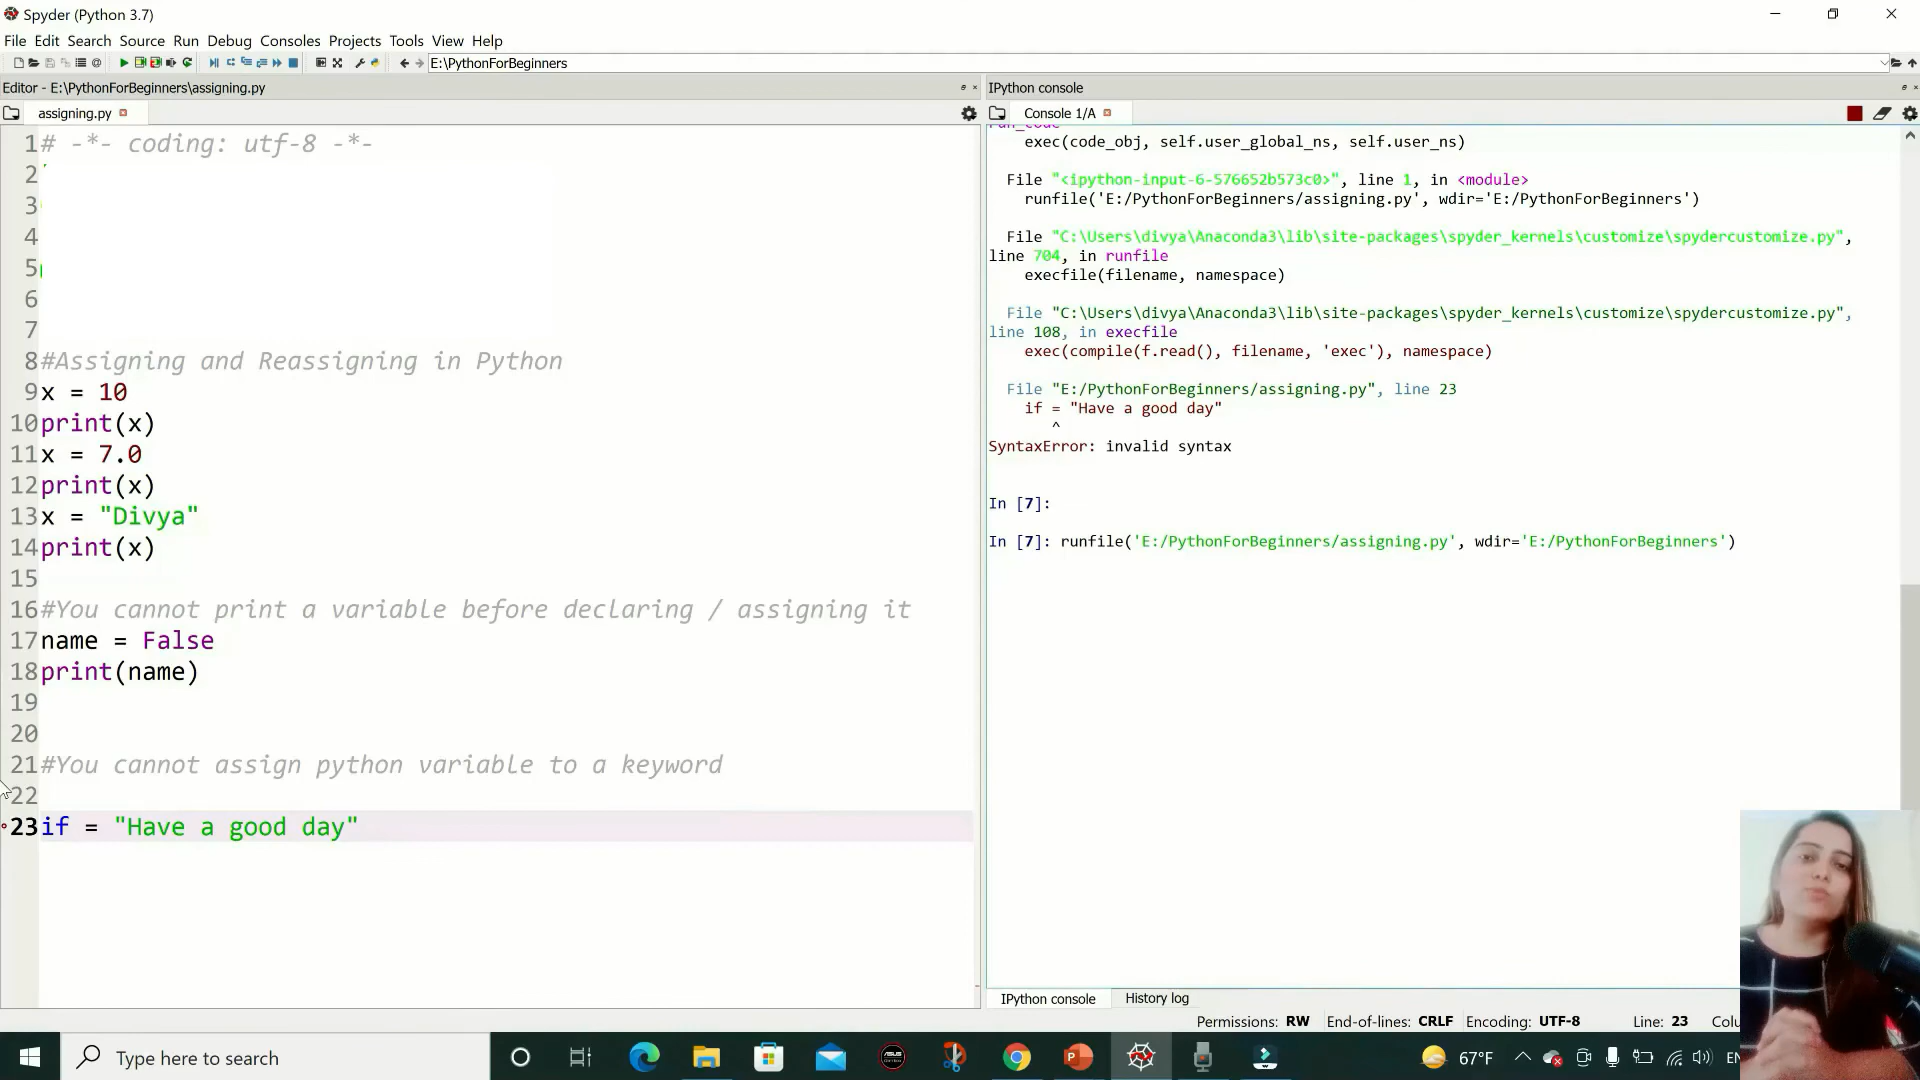 Spyder (Python 3.7)
File Edit Search Source Run Debug Consoles Projects Tools View Help
E:\PythonForBeginners
Editor - E:\PythonForBeginners\assigning.py
assigning.py
1 # -*- coding: utf-8 -*-
2
3
4
5
6
7
8 #Assigning and Reassigning in Python
9 x = 10
10 print(x)
11 x = 7.0
12 print(x)
13 x = "Divya"
14 print(x)
15
16 #You cannot print a variable before declaring / assigning it
17 name = False
18 print(name)
19
20
21 #You cannot assign python variable to a keyword
22
23 if = "Have a good day"
IPython console
Console 1/A
run_code
exec(code_obj, self.user_global_ns, self.user_ns)
File "<ipython-input-6-576652b573c0>", line 1, in <module>
runfile('E:/PythonForBeginners/assigning.py', wdir='E:/PythonForBeginners')
File "C:\Users\divya\Anaconda3\lib\site-packages\spyder_kernels\customize\spydercustomize.py",
line 704, in runfile
execfile(filename, namespace)
File "C:\Users\divya\Anaconda3\lib\site-packages\spyder_kernels\customize\spydercustomize.py",
line 108, in execfile
exec(compile(f.read(), filename, 'exec'), namespace)
File "E:/PythonForBeginners/assigning.py", line 23
if = "Have a good day"
^
SyntaxError: invalid syntax
In [7]:
In [7]: runfile('E:/PythonForBeginners/assigning.py', wdir='E:/PythonForBeginners')
IPython console History log
Permissions: RW End-of-lines: CRLF Encoding: UTF-8 Line: 23
Type here to search
67°F